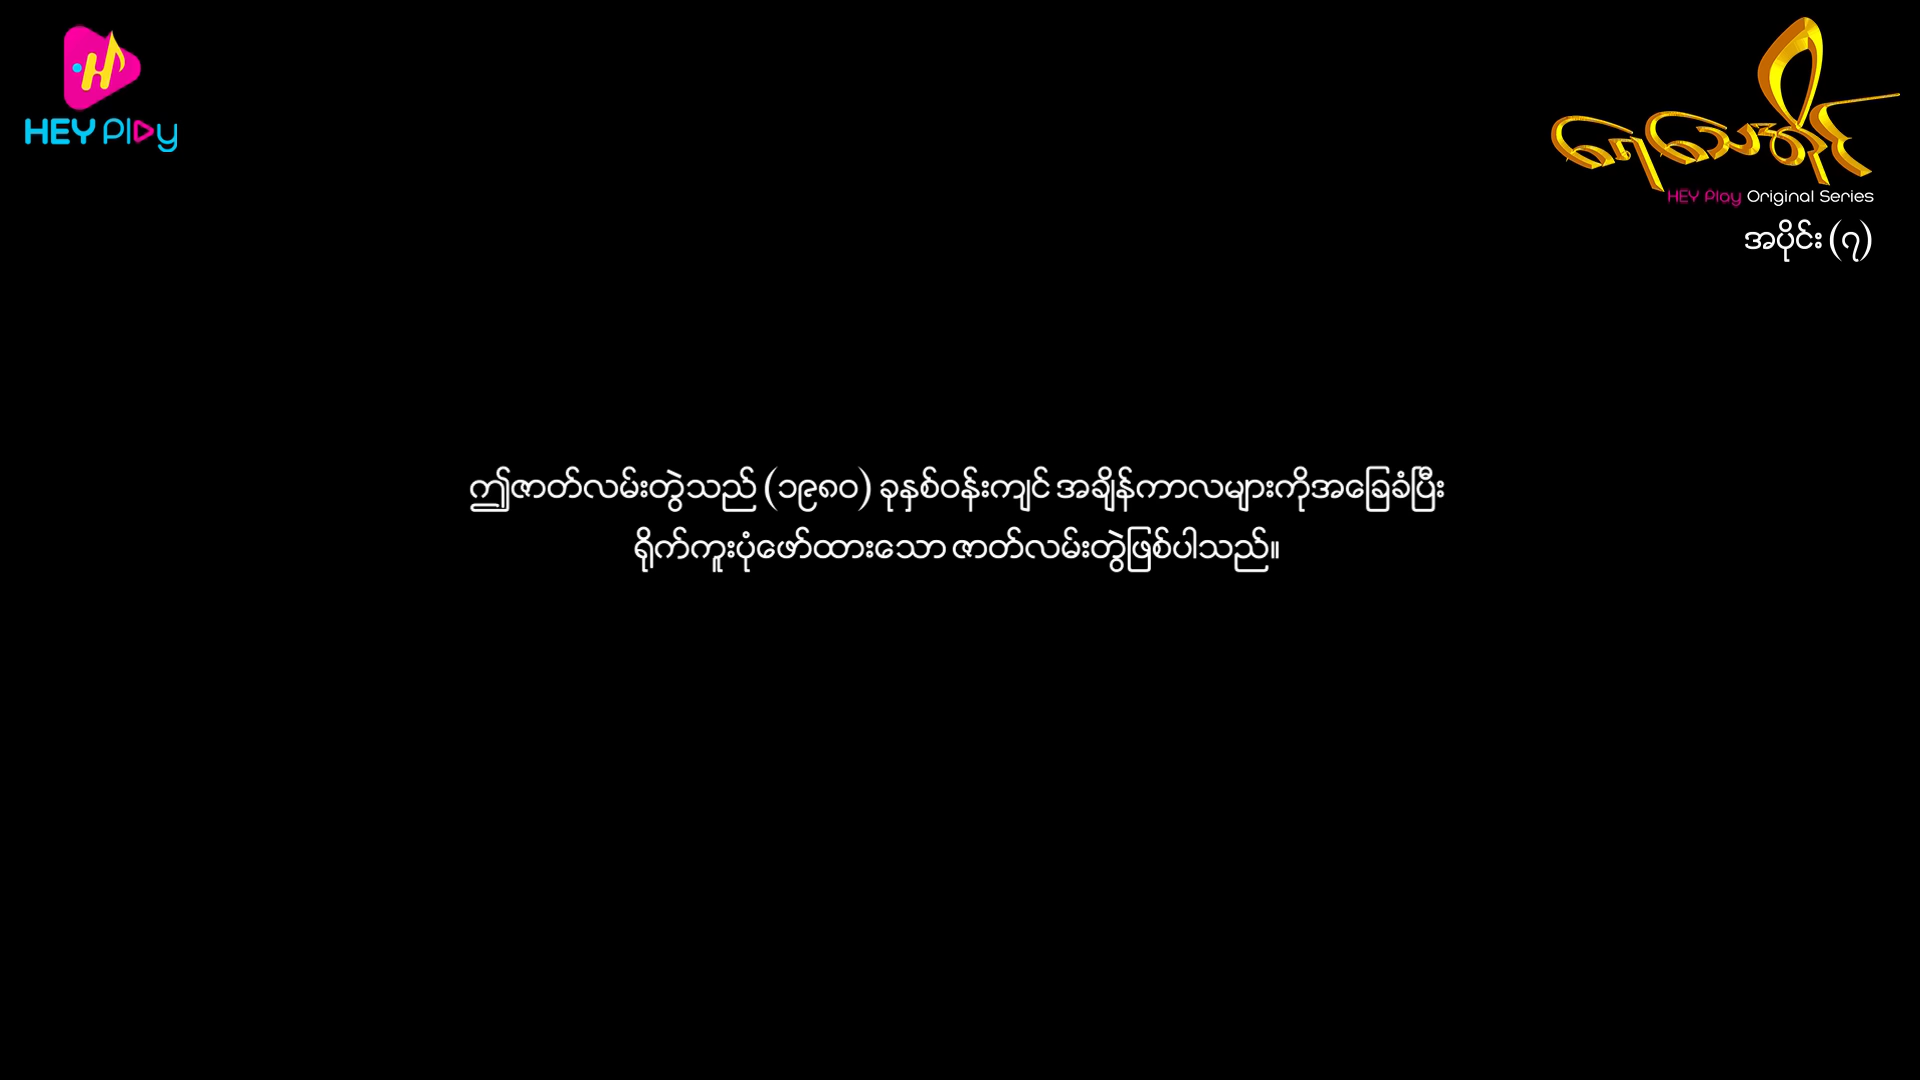 HEY Play
ရေသေတိုင်
HEY Play Original Series
အပိုင်း (၇)
ဤဇာတ်လမ်းတွဲသည် (၁၉၈၀) ခုနှစ်ဝန်းကျင် အချိန်ကာလများကိုအခြေခံပြီး
ရိုက်ကူးပုံဖော်ထားသော ဇာတ်လမ်းတွဲဖြစ်ပါသည်။